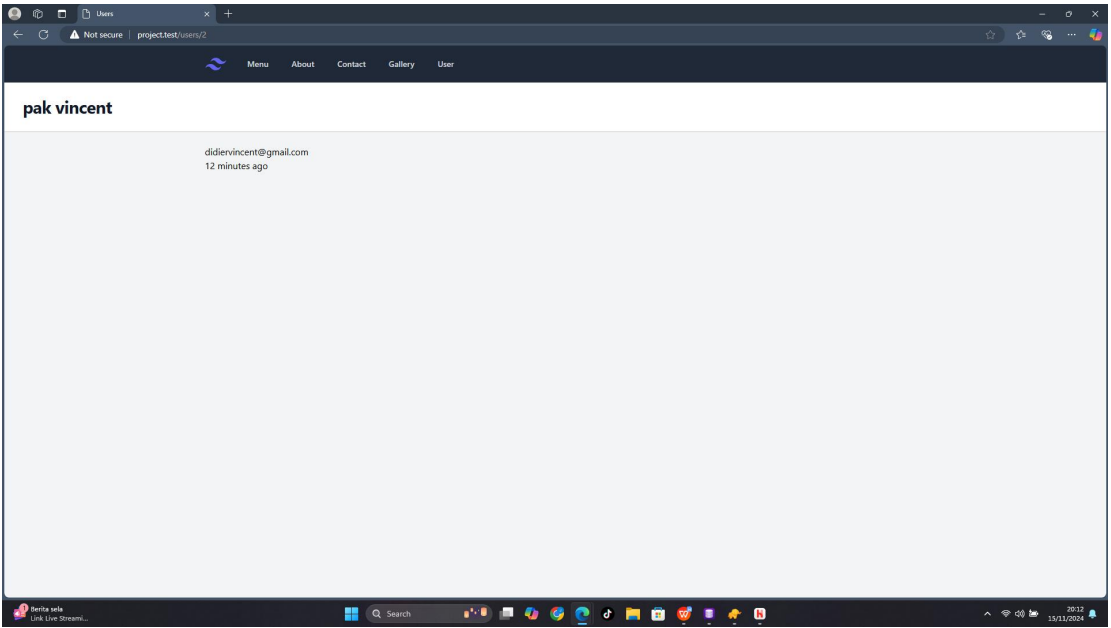 Users
Not secure
project.test/users/2
Menu
About
Contact
Gallery
User
pak vincent
didiervincent@gmail.com
12 minutes ago
Berita sela
Link Live Streami...
Search
20:12
15/11/2024